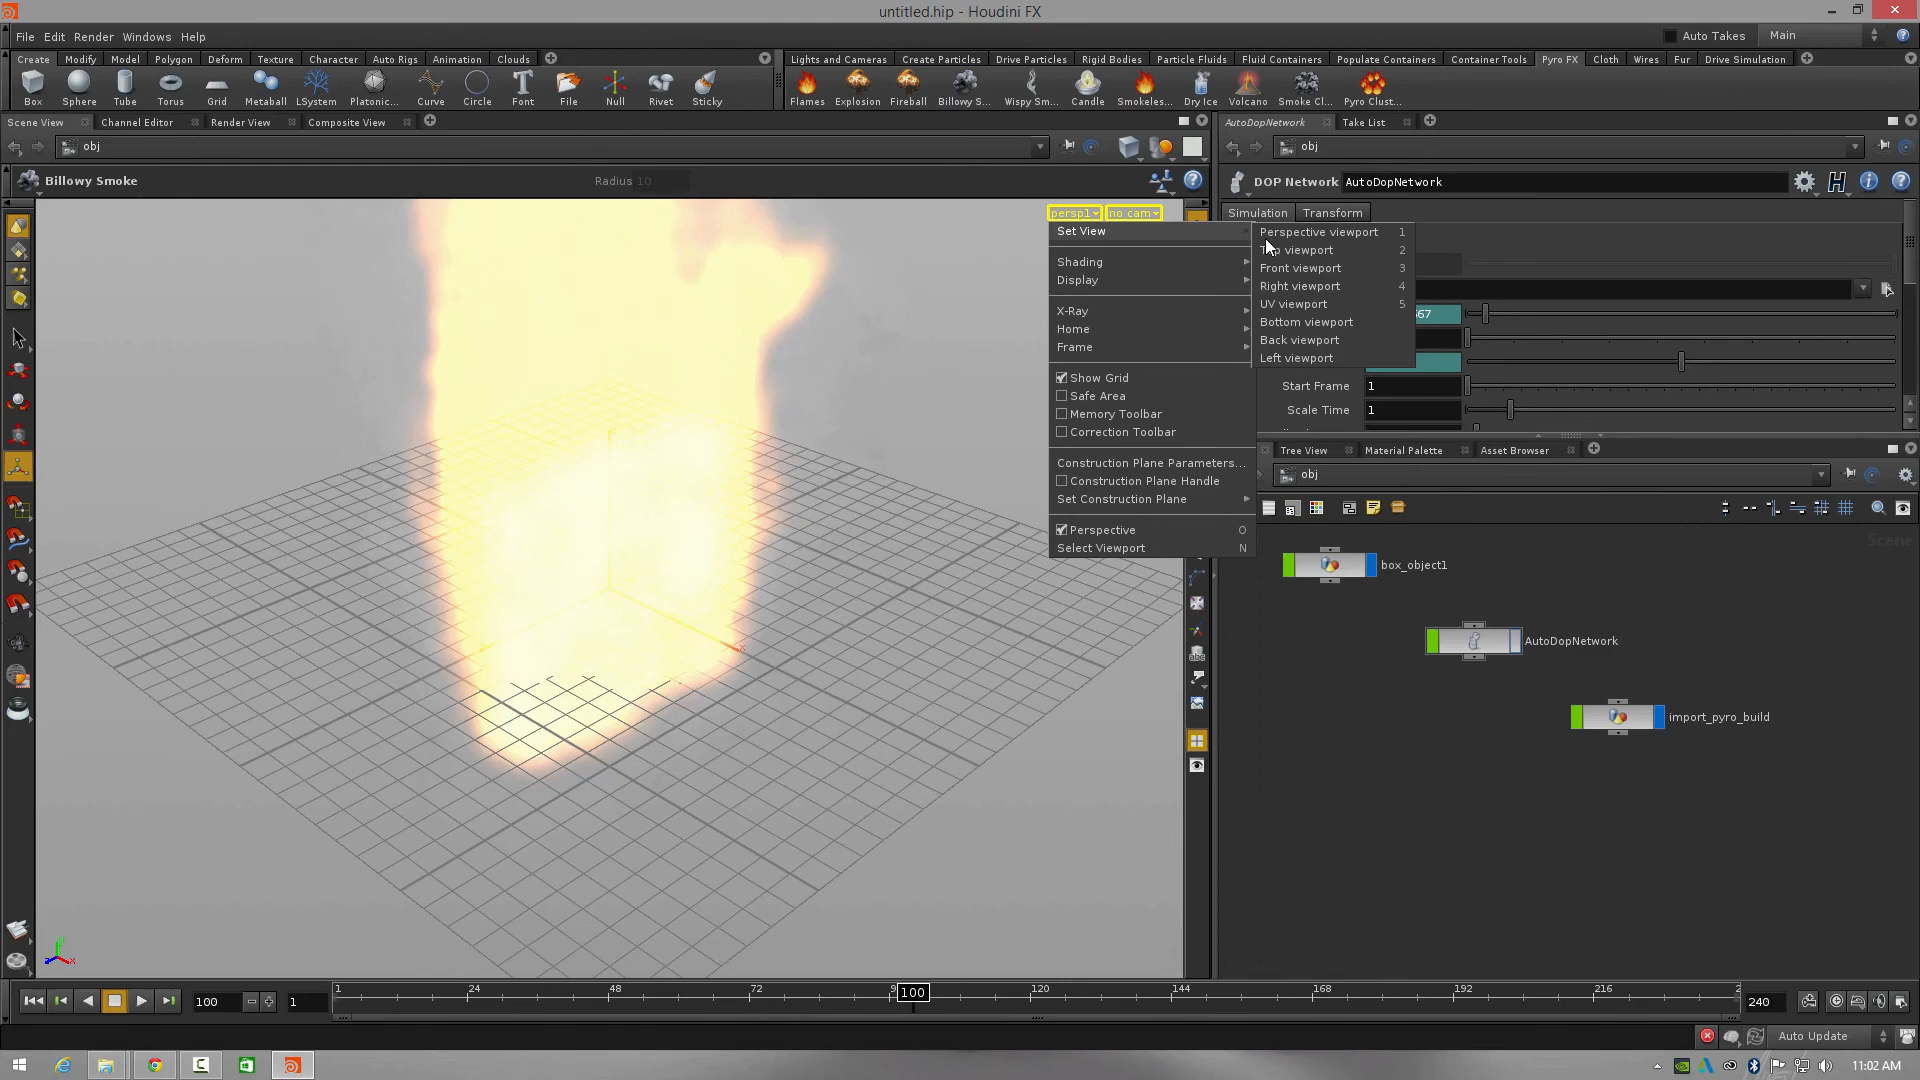 untitled.hip - Houdini FX
File Edit Render Windows Help
Auto Takes Main
Create Modify Model Polygon Deform Texture Character Auto Rigs Animation Clouds
Lights and Cameras Create Particles Drive Particles Rigid Bodies Particle Fluids Fluid Containers Populate Containers Container Tools Pyro FX Cloth Wires Fur Drive Simulation
Box Sphere Tube Torus Grid Metaball LSystem Platonic... Curve Circle Font File Null Rivet Sticky
Flames Explosion Fireball Billowy S... Wispy Sm... Candle Smokeles... Dry Ice Volcano Smoke Cl... Pyro Clust...
Scene View Channel Editor Render View Composite View
AutoDopNetwork Take List
obj
obj
Billowy Smoke Radius 10
DOP Network AutoDopNetwork
persp1 no cam
Simulation Transform
Set View
Perspective viewport 1
Top viewport 2
Front viewport 3
Right viewport 4
UV viewport 5
Bottom viewport
Back viewport
Left viewport
Shading
Display
X-Ray
Home
Frame
Show Grid
Safe Area
Memory Toolbar
Correction Toolbar
Construction Plane Parameters...
Construction Plane Handle
Set Construction Plane
Perspective O
Select Viewport N
67
Start Frame 1
Scale Time 1
Tree View Material Palette Asset Browser
obj
Scene
box_object1
AutoDopNetwork
import_pyro_build
100 1
1 24 48 72 9 100 120 144 168 192 216 2
240
Auto Update
11:02 AM